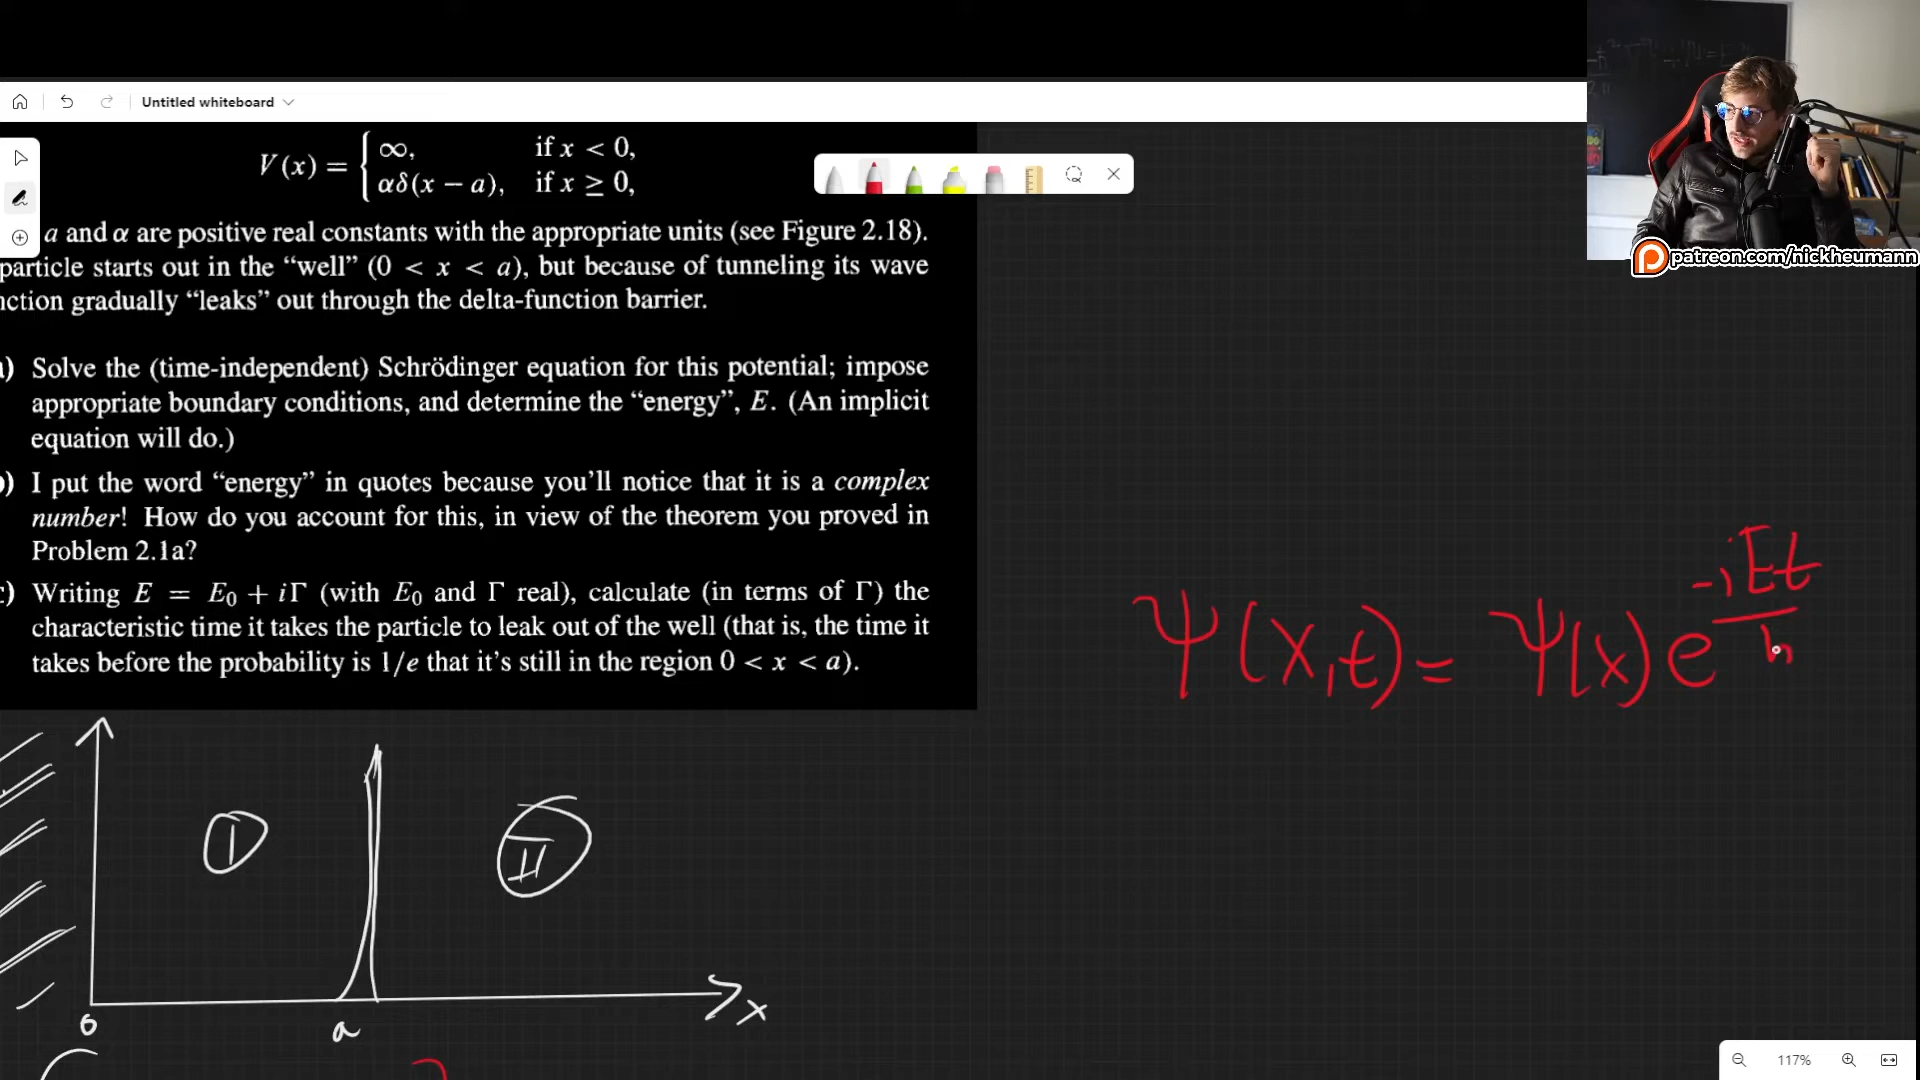 Untitled whiteboard
V(x) = { ∞, if x < 0,
αδ(x − a), if x ≥ 0,
a and α are positive real constants with the appropriate units (see Figure 2.18).
particle starts out in the “well” (0 < x < a), but because of tunneling its wave
nction gradually “leaks” out through the delta-function barrier.
) Solve the (time-independent) Schrödinger equation for this potential; impose
appropriate boundary conditions, and determine the “energy”, E. (An implicit
equation will do.)
) I put the word “energy” in quotes because you’ll notice that it is a complex
number! How do you account for this, in view of the theorem you proved in
Problem 2.1a?
) Writing E = E₀ + iΓ (with E₀ and Γ real), calculate (in terms of Γ) the
characteristic time it takes the particle to leak out of the well (that is, the time it
takes before the probability is 1/e that it’s still in the region 0 < x < a).
patreon.com/nickheumann
Ψ(x,t) = ψ(x) e^(-iEt/h)
I
II
0
a
x
117%